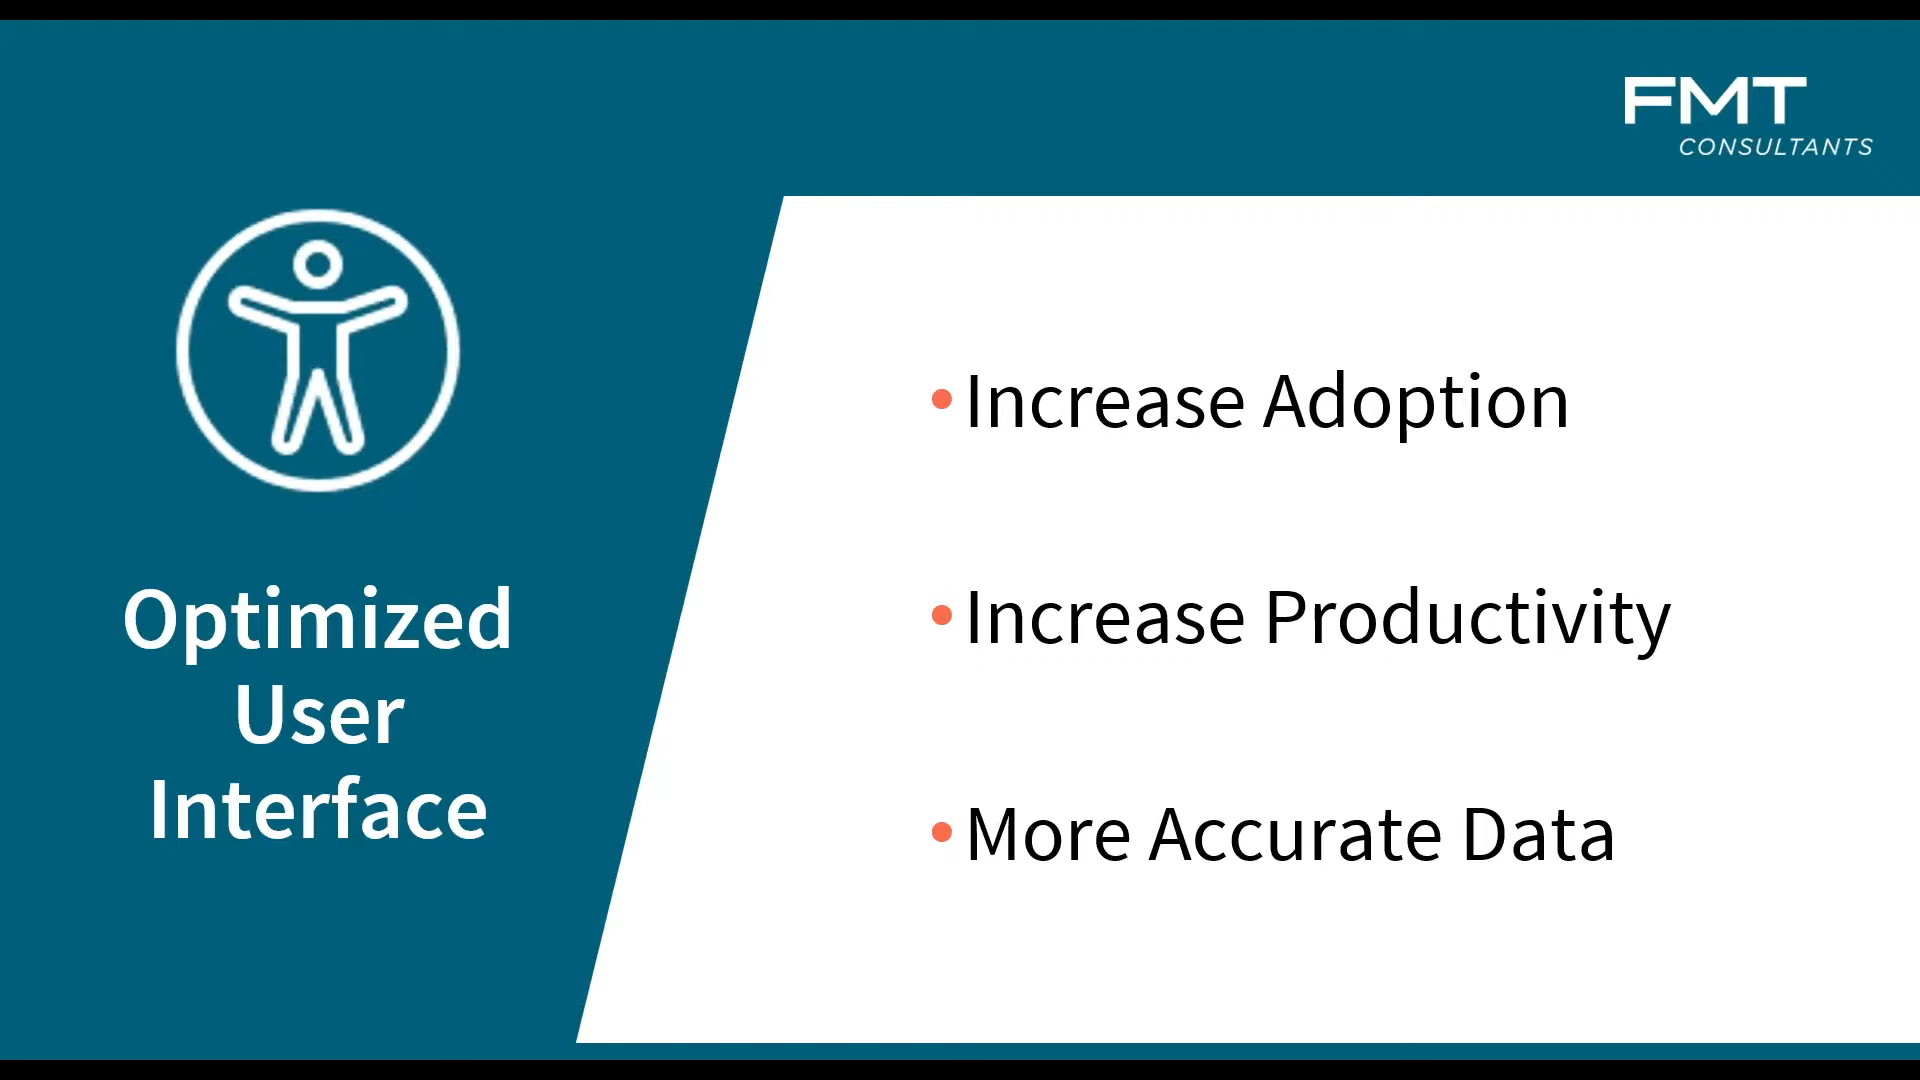 FMT
CONSULTANTS
Optimized
User
Interface
• Increase Adoption
• Increase Productivity
• More Accurate Data